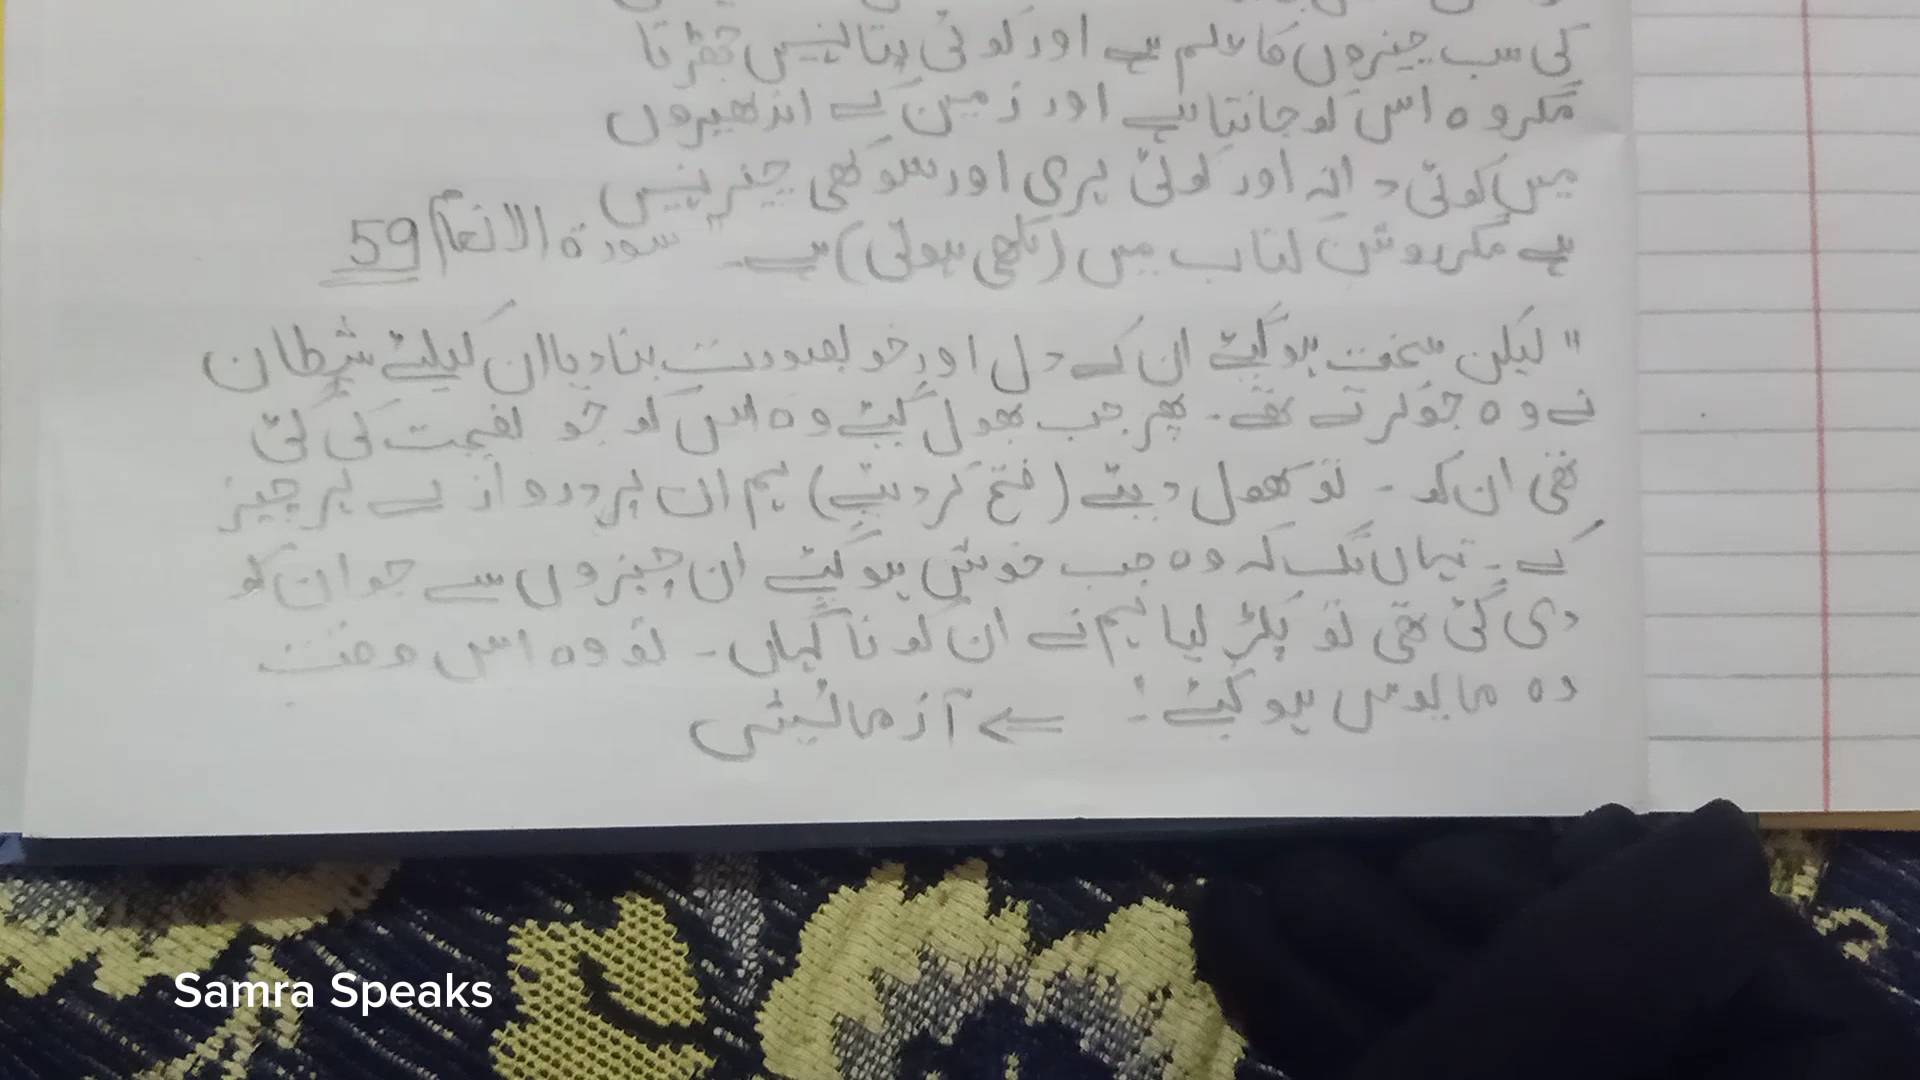 کی سب چیزوں کا علم ہے اور کوئی پتا نہیں جھڑتا
مگر وہ اس کو جانتا ہے اور زمین کے اندھیروں
میں کوئی دانہ اور کوئی ہری اور سوکھی چیز نہیں
ہے مگر روشن کتاب میں (لکھی ہوئی) ہے۔" سورة الانعام 59
"لیکن سخت ہو گئے ان کے دل اور خوبصورت بنا دیا ان کیلئے شیطان
نے وہ جو کرتے تھے۔ پھر جب بھول گئے وہ اس کو جو نصیحت کی گئی
تھی ان کو۔ تو کھول دیئے (فتح کر دیئے) ہم ان پر دروازے ہر چیز
کے۔ یہاں تک کہ وہ جب خوش ہو گئے ان چیزوں سے جو ان کو
دی گئی تھی تو پکڑ لیا ہم نے ان کو ناگہاں۔ تو وہ اس وقت
وہ مایوس ہو گئے۔" ⇐ آزمائیش
Samra Speaks